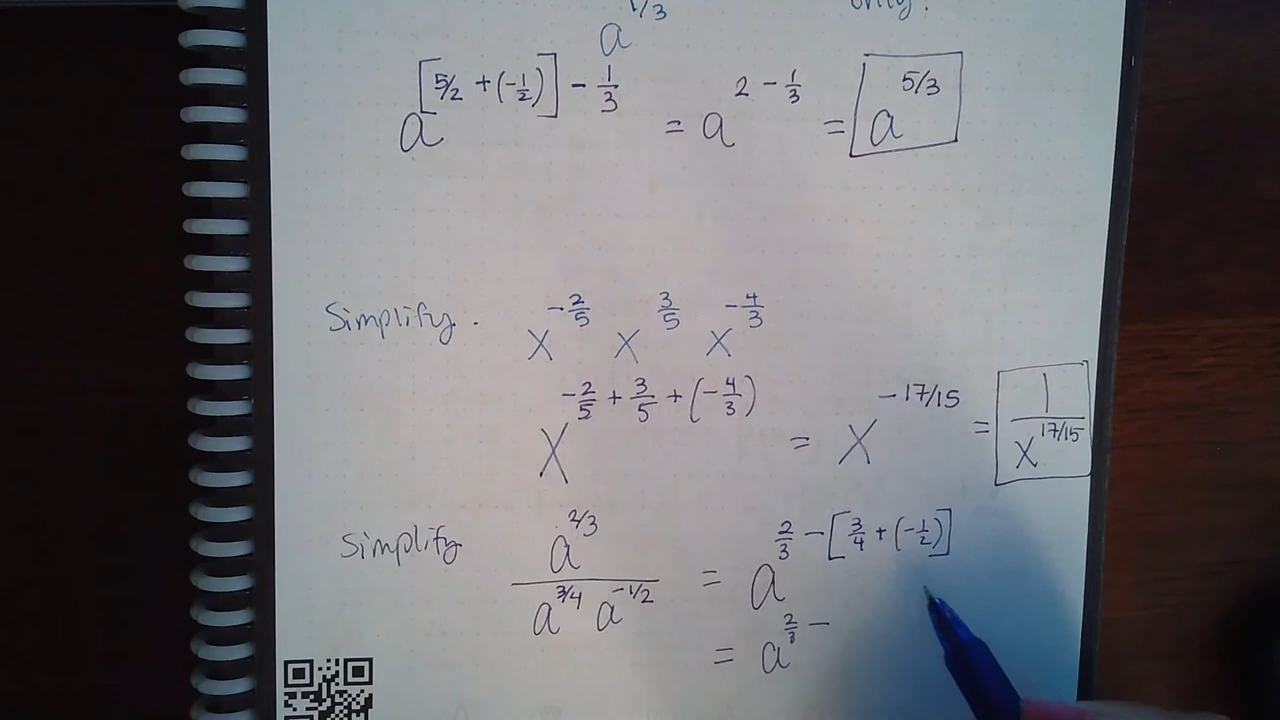 a^1/3 only!
a^[5/2 + (-1/2)] - 1/3 = a^2 - 1/3 = a^5/3
Simplify. x^-2/5 x^3/5 x^-4/3
x^-2/5 + 3/5 + (-4/3) = x^-17/15 = 1/x^17/15
Simplify a^2/3 / a^3/4 a^-1/2 = a^2/3 - [3/4 + (-1/2)]
= a^2/3 -